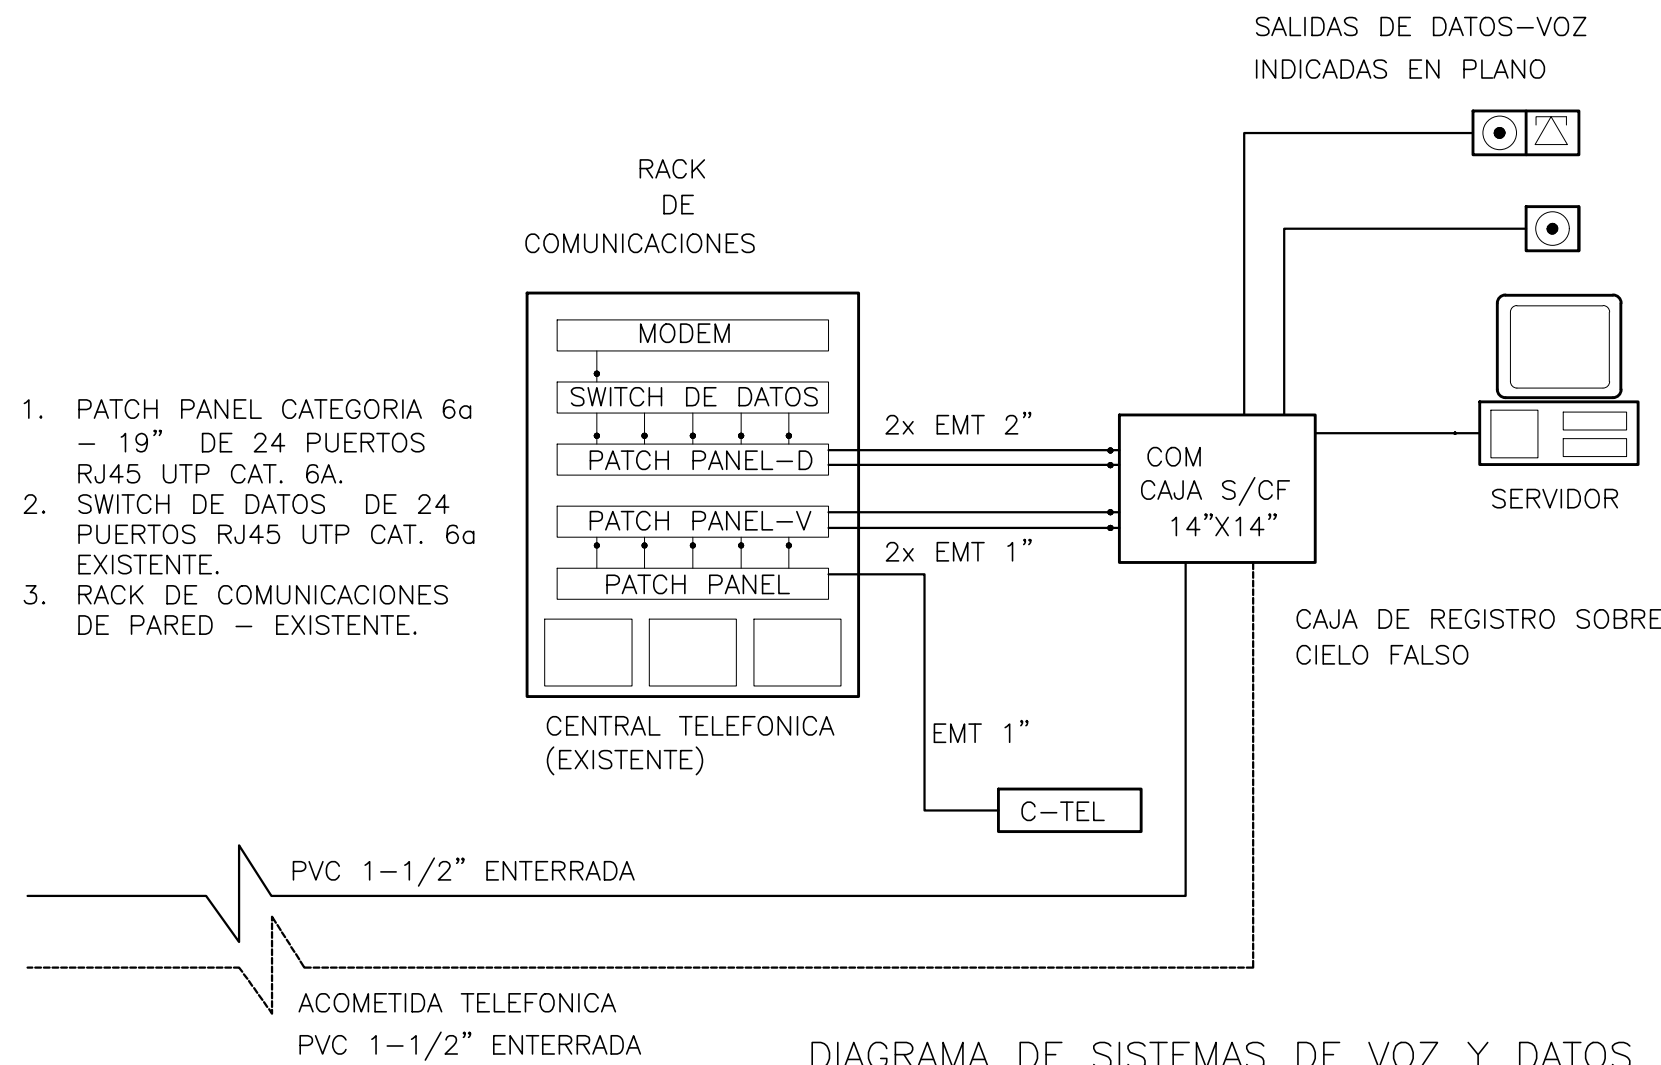 SALIDAS DE DATOS-VOZ
INDICADAS EN PLANO
RACK
DE
COMUNICACIONES
MODEM
SWITCH DE DATOS
PATCH PANEL-D
PATCH PANEL-V
PATCH PANEL
1. PATCH PANEL CATEGORIA 6a
- 19" DE 24 PUERTOS
RJ45 UTP CAT. 6A.
2. SWITCH DE DATOS DE 24
PUERTOS RJ45 UTP CAT. 6a
EXISTENTE.
3. RACK DE COMUNICACIONES
DE PARED - EXISTENTE.
2x EMT 2"
2x EMT 1"
COM
CAJA S/CF
14"X14"
SERVIDOR
CAJA DE REGISTRO SOBRE
CIELO FALSO
CENTRAL TELEFONICA
(EXISTENTE)
EMT 1"
C-TEL
PVC 1-1/2" ENTERRADA
ACOMETIDA TELEFONICA
PVC 1-1/2" ENTERRADA
DIAGRAMA DE SISTEMAS DE VOZ Y DATOS